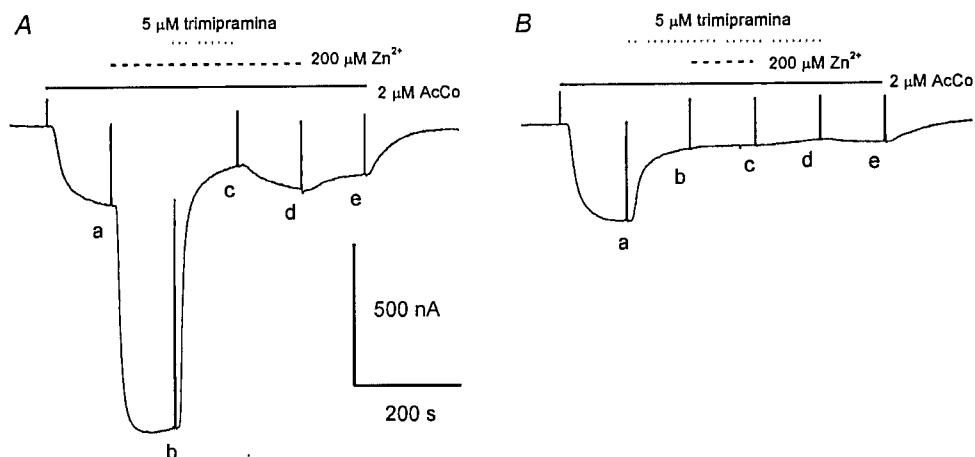 A
5 µM trimipramina
200 µM Zn²⁺
2 µM AcCo
a
b
c
d
e
500 nA
200 s
B
5 µM trimipramina
200 µM Zn²⁺
2 µM AcCo
a
b
c
d
e